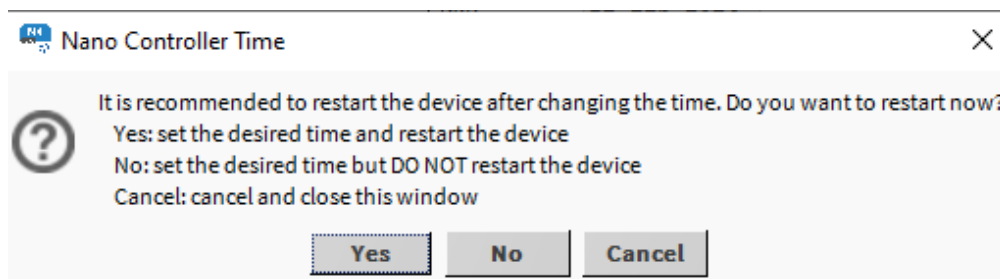 Nano Controller Time
It is recommended to restart the device after changing the time. Do you want to restart now?
Yes: set the desired time and restart the device
No: set the desired time but DO NOT restart the device
Cancel: cancel and close this window
Yes No Cancel